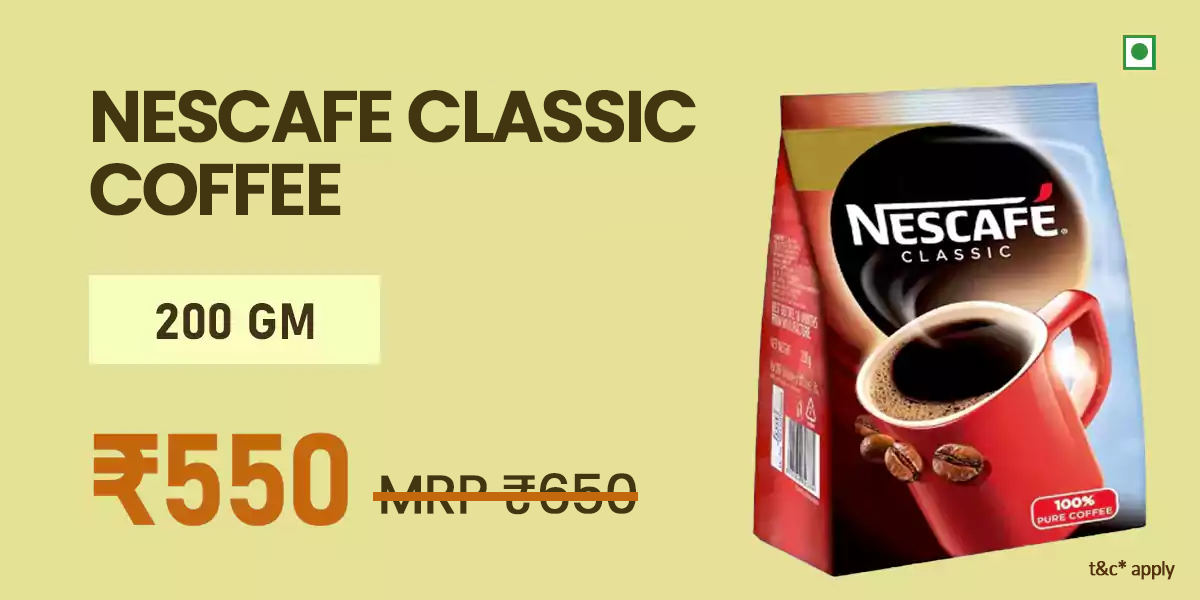 NESCAFE CLASSIC
COFFEE
200 GM
₹550 MRP ₹650
NESCAFÉ
CLASSIC
100%
PURE COFFEE
t&c* apply